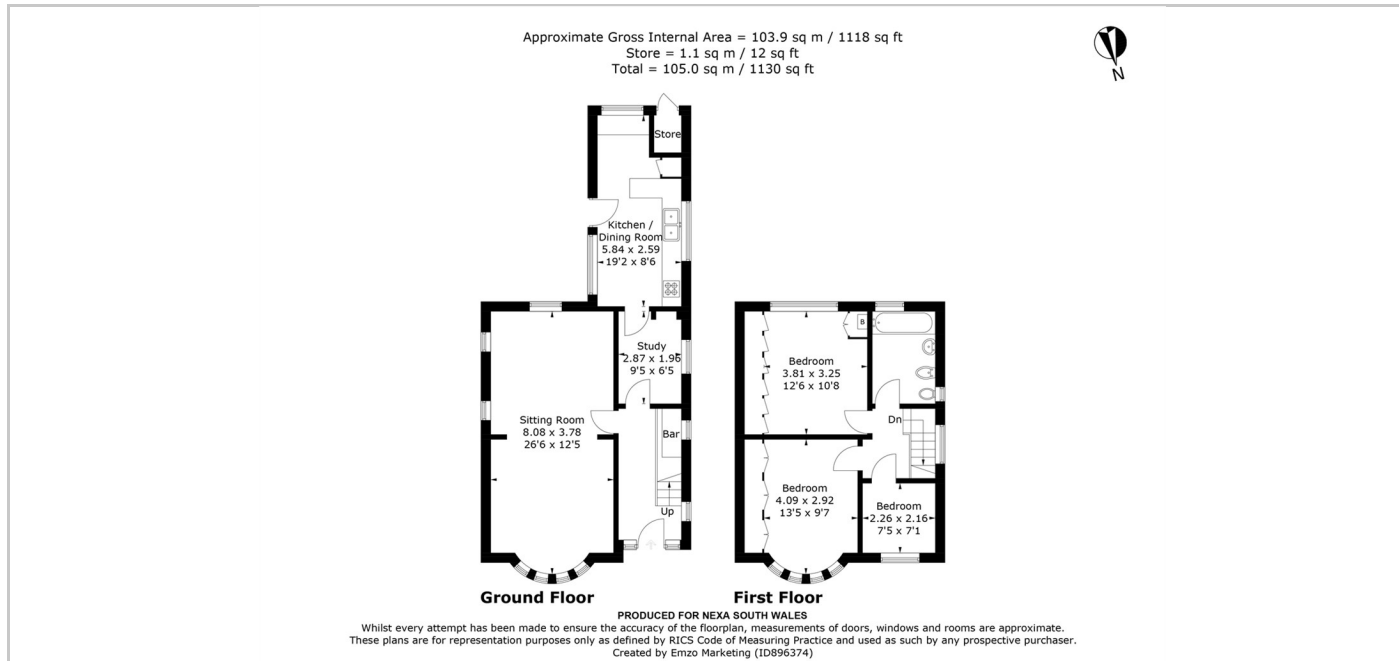 Approximate Gross Internal Area = 103.9 sq m / 1118 sq ft
Store = 1.1 sq m / 12 sq ft
Total = 105.0 sq m / 1130 sq ft
N
Store
Kitchen /
Dining Room
5.84 x 2.59
19'2 x 8'6
Study
2.87 x 1.96
9'5 x 6'5
Sitting Room
8.08 x 3.78
26'6 x 12'5
Bar
Up
Ground Floor
B
Bedroom
3.81 x 3.25
12'6 x 10'8
Dn
Bedroom
4.09 x 2.92
13'5 x 9'7
Bedroom
2.26 x 2.16
7'5 x 7'1
First Floor
PRODUCED FOR NEXA SOUTH WALES
Whilst every attempt has been made to ensure the accuracy of the floorplan, measurements of doors, windows and rooms are approximate.
These plans are for representation purposes only as defined by RICS Code of Measuring Practice and used as such by any prospective purchaser.
Created by Emzo Marketing (ID896374)